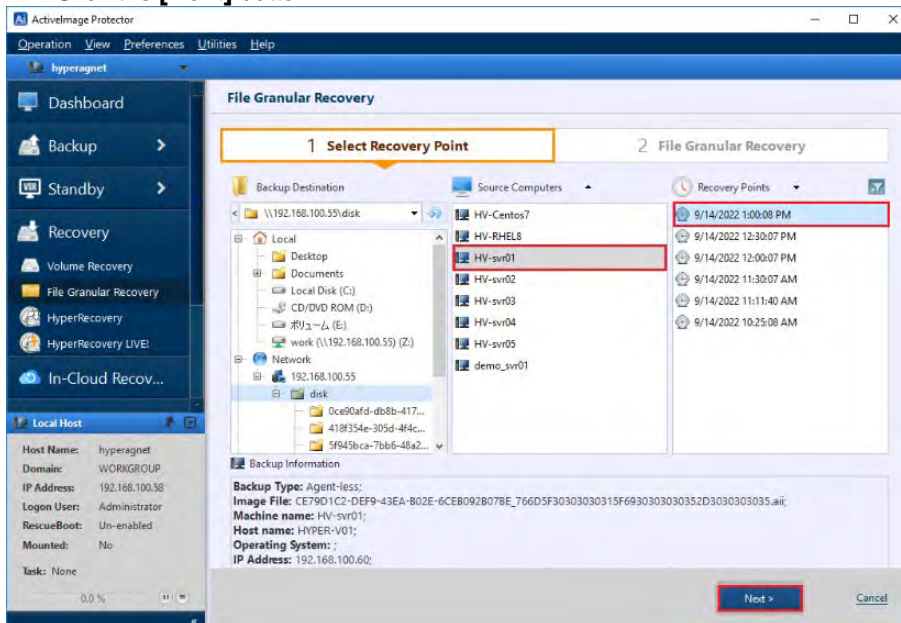 ActiveImage Protector
Operation View Preferences Utilities Help
hyperagnet
Dashboard
Backup
Standby
Recovery
Volume Recovery
File Granular Recovery
HyperRecovery
HyperRecovery LIVE!
In-Cloud Recov...
Local Host
Host Name: hyperagnet
Domain: WORKGROUP
IP Address: 192.168.100.58
Logon User: Administrator
RescueBoot: Un-enabled
Mounted: No
Task: None
0.0 %
File Granular Recovery
1 Select Recovery Point
2 File Granular Recovery
Backup Destination
\\192.168.100.55\disk
Local
Desktop
Documents
Local Disk (C:)
CD/DVD ROM (D:)
ボリューム (E:)
work (\\192.168.100.55) (Z:)
Network
192.168.100.55
disk
0ce90afd-db8b-417...
418f354e-305d-4f4c...
5f945bca-7bb6-48a2...
Source Computers
HV-Centos7
HV-RHEL8
HV-svr01
HV-svr02
HV-svr03
HV-svr04
HV-svr05
demo_svr01
Recovery Points
9/14/2022 1:00:08 PM
9/14/2022 12:30:07 PM
9/14/2022 12:00:07 PM
9/14/2022 11:30:07 AM
9/14/2022 11:11:40 AM
9/14/2022 10:25:08 AM
Backup Information
Backup Type: Agent-less;
Image File: CE79D1C2-DEF9-43EA-B02E-6CEB092B07BE_766D5F30303030315F6930303030352D3030303035.aii;
Machine name: HV-svr01;
Host name: HYPER-V01;
Operating System: ;
IP Address: 192.168.100.60;
Next >
Cancel